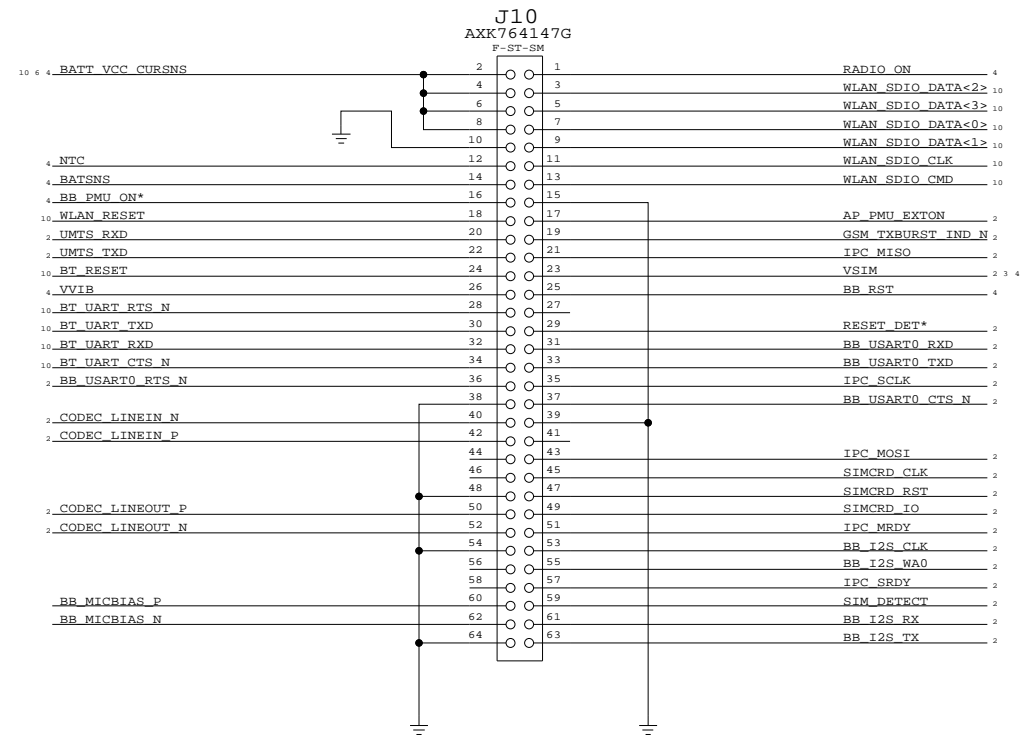 J10
AXK764147G
F-ST-SM
10 6 4 BATT_VCC_CURSNS 2 1 RADIO_ON 4
4 3 WLAN_SDIO_DATA<2> 10
6 5 WLAN_SDIO_DATA<3> 10
8 7 WLAN_SDIO_DATA<0> 10
10 9 WLAN_SDIO_DATA<1> 10
4 NTC 12 11 WLAN_SDIO_CLK 10
4 BATSNS 14 13 WLAN_SDIO_CMD 10
4 BB_PMU_ON* 16 15
10 WLAN_RESET 18 17 AP_PMU_EXTON 2
2 UMTS_RXD 20 19 GSM_TXBURST_IND_N 2
2 UMTS_TXD 22 21 IPC_MISO 2
10 BT_RESET 24 23 VSIM 2 3 4
4 VVIB 26 25 BB_RST 4
10 BT_UART_RTS_N 28 27
10 BT_UART_TXD 30 29 RESET_DET* 2
10 BT_UART_RXD 32 31 BB_USART0_RXD 2
10 BT_UART_CTS_N 34 33 BB_USART0_TXD 2
2 BB_USART0_RTS_N 36 35 IPC_SCLK 2
38 37 BB_USART0_CTS_N 2
2 CODEC_LINEIN_N 40 39
2 CODEC_LINEIN_P 42 41
44 43 IPC_MOSI 2
46 45 SIMCRD_CLK 2
48 47 SIMCRD_RST 2
2 CODEC_LINEOUT_P 50 49 SIMCRD_IO 2
2 CODEC_LINEOUT_N 52 51 IPC_MRDY 2
54 53 BB_I2S_CLK 2
56 55 BB_I2S_WA0 2
58 57 IPC_SRDY 2
BB_MICBIAS_P 60 59 SIM_DETECT 2
BB_MICBIAS_N 62 61 BB_I2S_RX 2
64 63 BB_I2S_TX 2